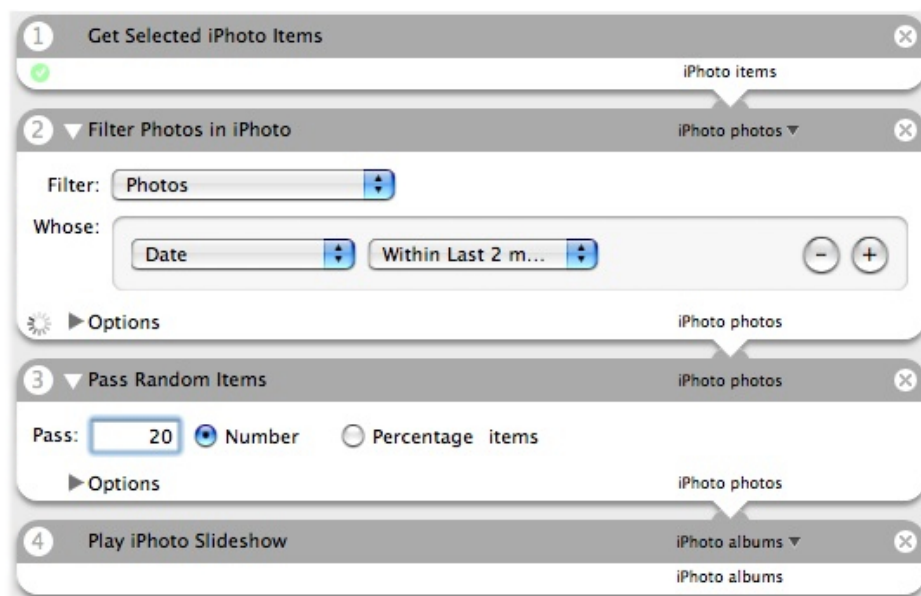 1 Get Selected iPhoto Items
iPhoto items
2 Filter Photos in iPhoto iPhoto photos
Filter: Photos
Whose:
Date Within Last 2 m...
- +
Options iPhoto photos
3 Pass Random Items iPhoto photos
Pass: 20 Number Percentage items
Options iPhoto photos
4 Play iPhoto Slideshow iPhoto albums
iPhoto albums